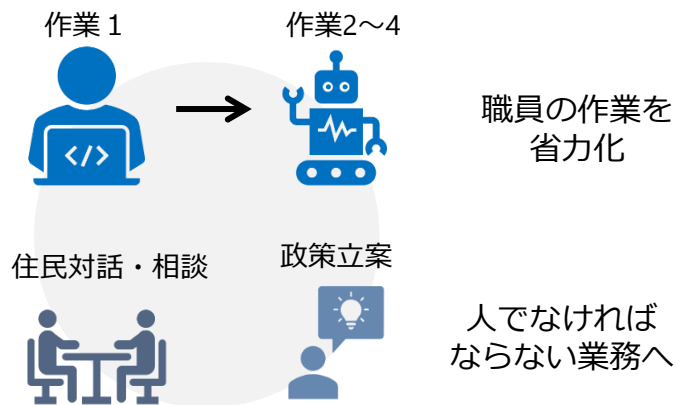 作業１
作業2～4
</>
職員の作業を
省力化
住民対話・相談
政策立案
人でなければ
ならない業務へ